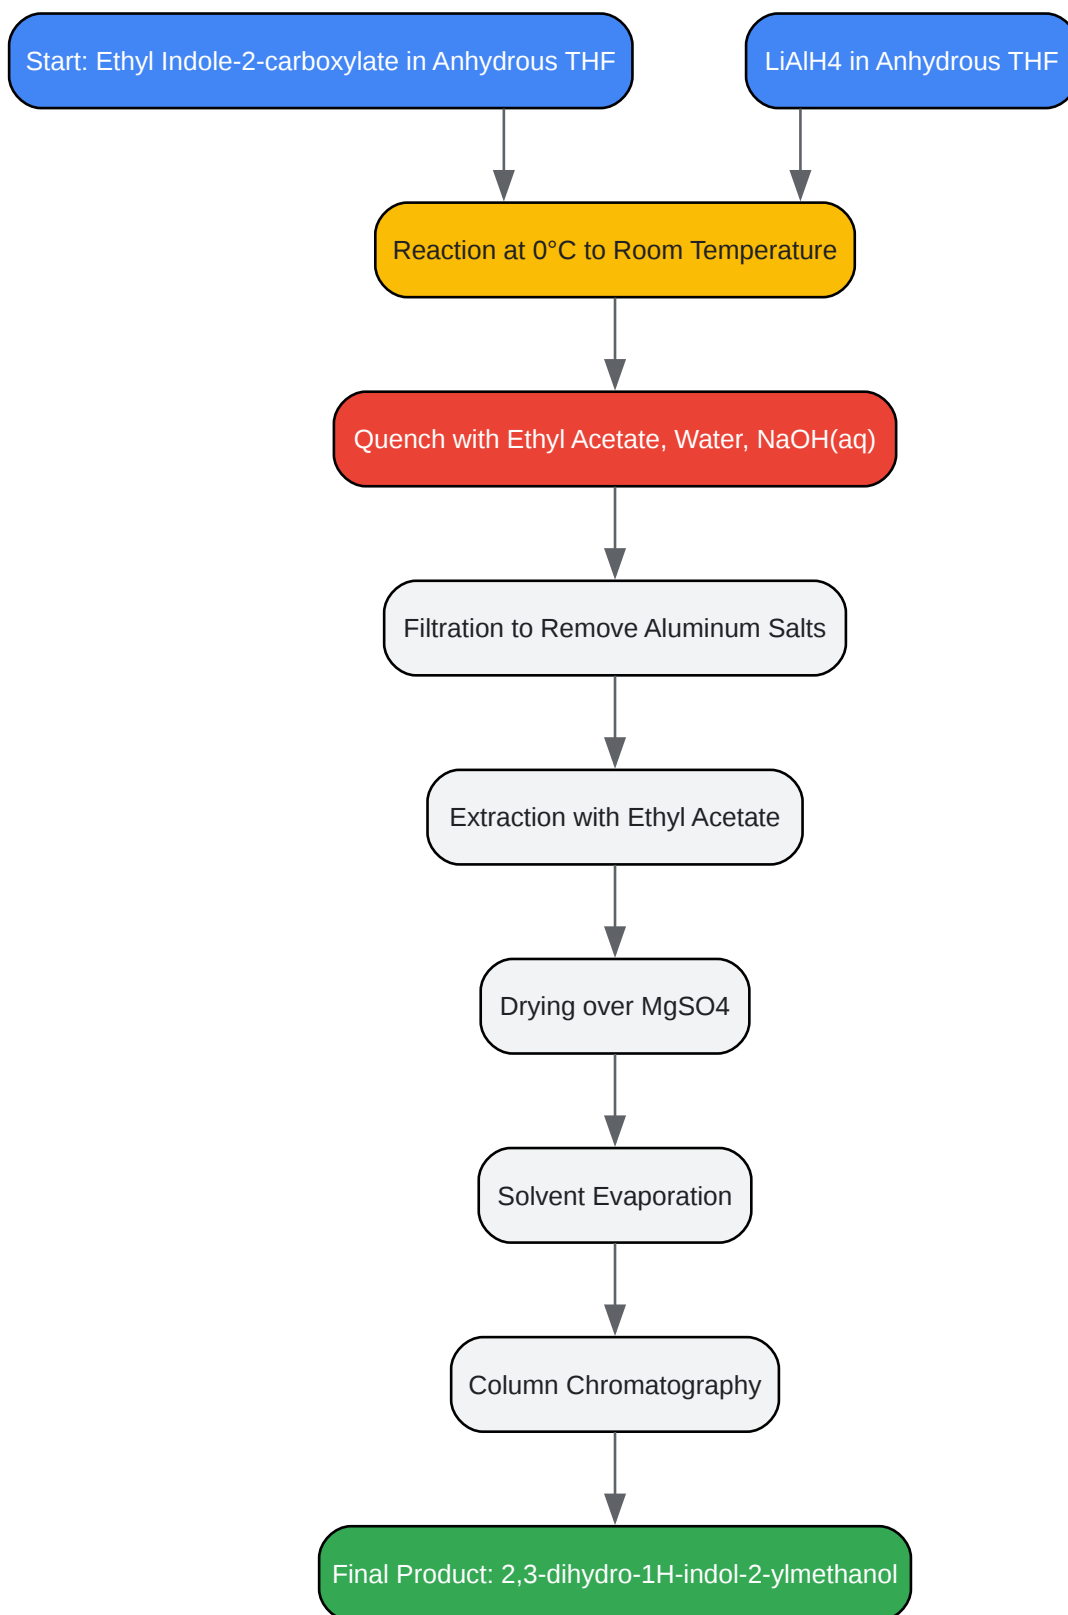 Start: Ethyl Indole-2-carboxylate in Anhydrous THF
LiAlH4 in Anhydrous THF
Reaction at 0°C to Room Temperature
Quench with Ethyl Acetate, Water, NaOH(aq)
Filtration to Remove Aluminum Salts
Extraction with Ethyl Acetate
Drying over MgSO4
Solvent Evaporation
Column Chromatography
Final Product: 2,3-dihydro-1H-indol-2-ylmethanol